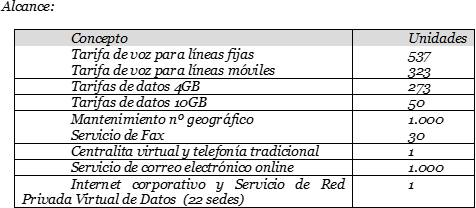 Alcance:
Concepto Unidades
Tarifa de voz para líneas fijas 537
Tarifa de voz para líneas móviles 323
Tarifas de datos 4GB 273
Tarifas de datos 10GB 50
Mantenimiento nº geográfico 1.000
Servicio de Fax 30
Centralita virtual y telefonía tradicional 1
Servicio de correo electrónico online 1.000
Internet corporativo y Servicio de Red 1
Privada Virtual de Datos (22 sedes)